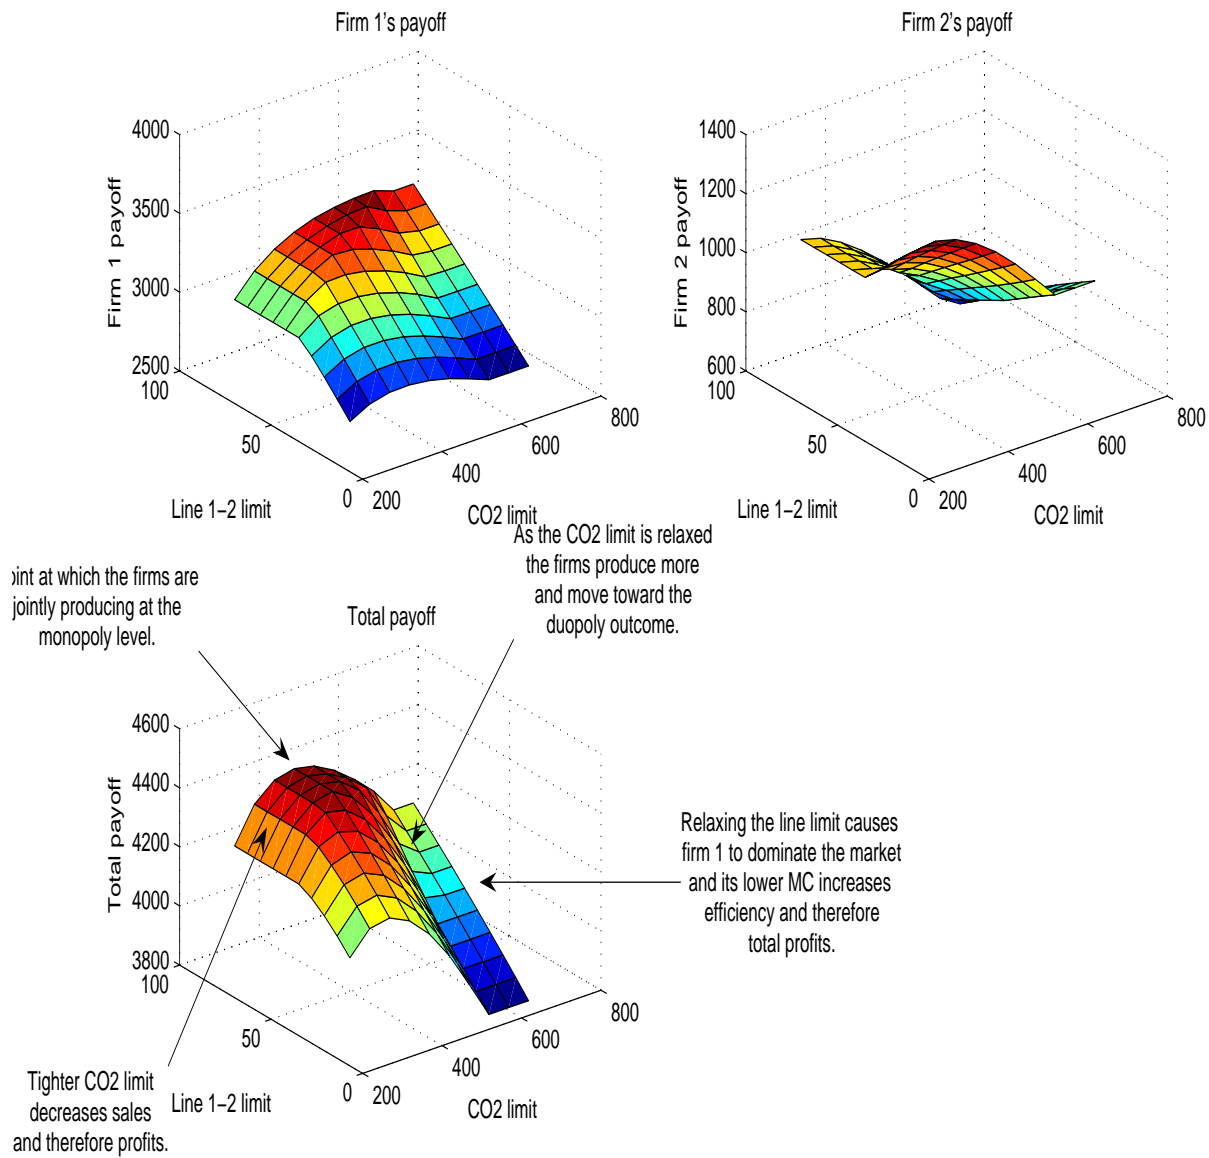 Firm 1's payoff
4000
3500
3000
2500
Firm 1 payoff
100
50
0
Line 1−2 limit
200
400
600
800
CO2 limit
Firm 2's payoff
1400
1200
1000
800
600
Firm 2 payoff
100
50
0
Line 1−2 limit
200
400
600
800
CO2 limit
As the CO2 limit is relaxed
the firms produce more
and move toward the
duopoly outcome.
at which the firms are
jointly producing at the
monopoly level.
Total payoff
4600
4400
4200
4000
3800
Total payoff
100
50
0
Line 1−2 limit
200
400
600
800
CO2 limit
Relaxing the line limit causes
firm 1 to dominate the market
and its lower MC increases
efficiency and therefore
total profits.
Tighter CO2 limit
decreases sales
and therefore profits.